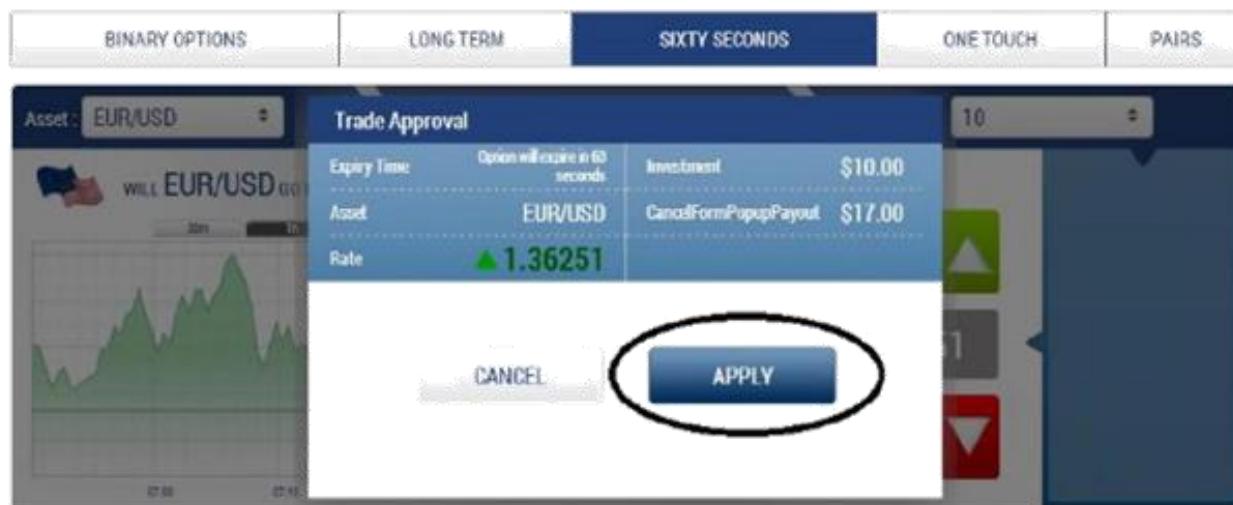 BINARY OPTIONS
LONG TERM
SIXTY SECONDS
ONE TOUCH
PAIRS
Asset: EUR/USD
10
Trade Approval
Expiry Time
Option will expire in 60
seconds
Investment $10.00
Asset EUR/USD
CancelFormPopupPayout $17.00
Rate 1.36251
WILL EUR/USD GO
CANCEL
APPLY